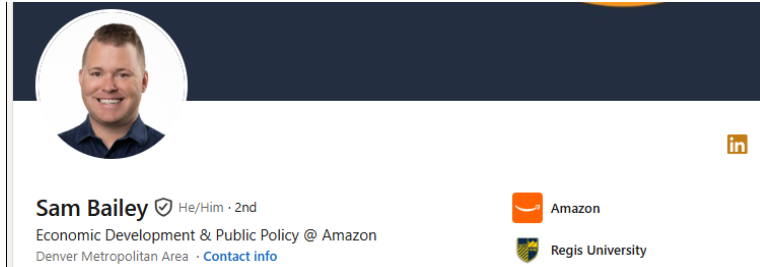 in
Sam Bailey He/Him · 2nd
Economic Development & Public Policy @ Amazon
Denver Metropolitan Area · Contact info
Amazon
Regis University